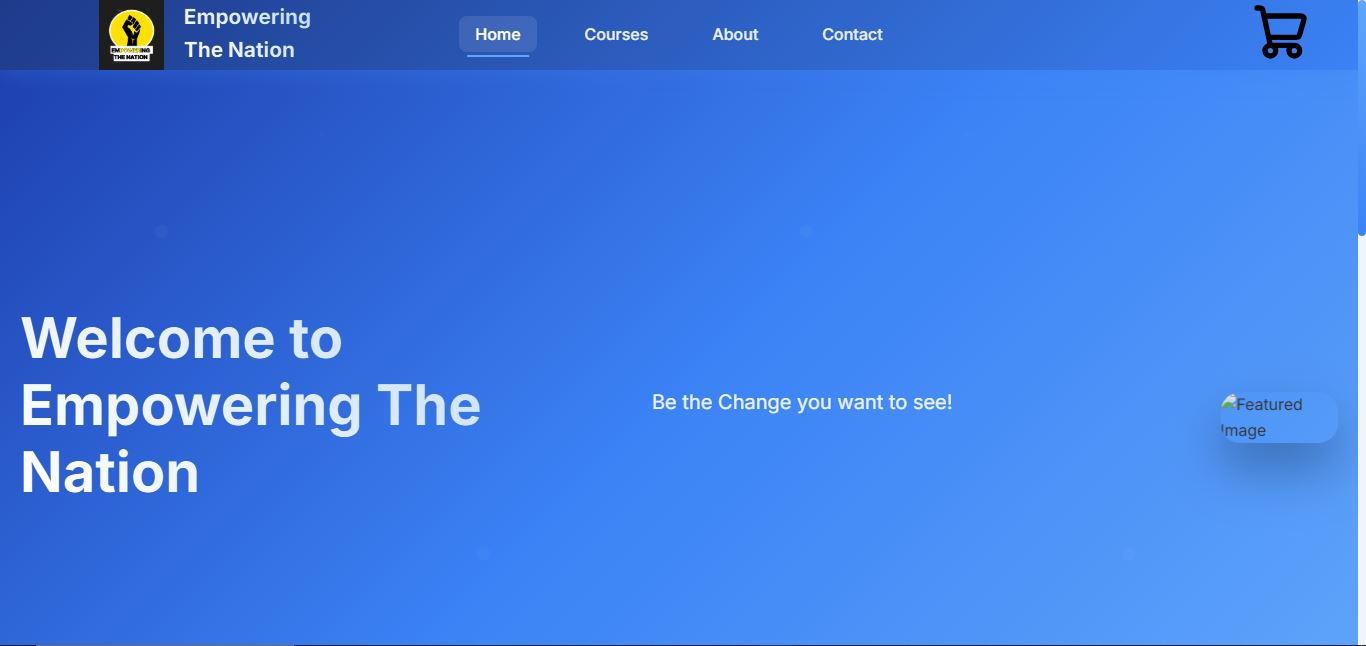 EMPOWERING
THE NATION
Empowering
The Nation
Home
Courses
About
Contact
Welcome to
Empowering The
Nation
Be the Change you want to see!
Featured
Image